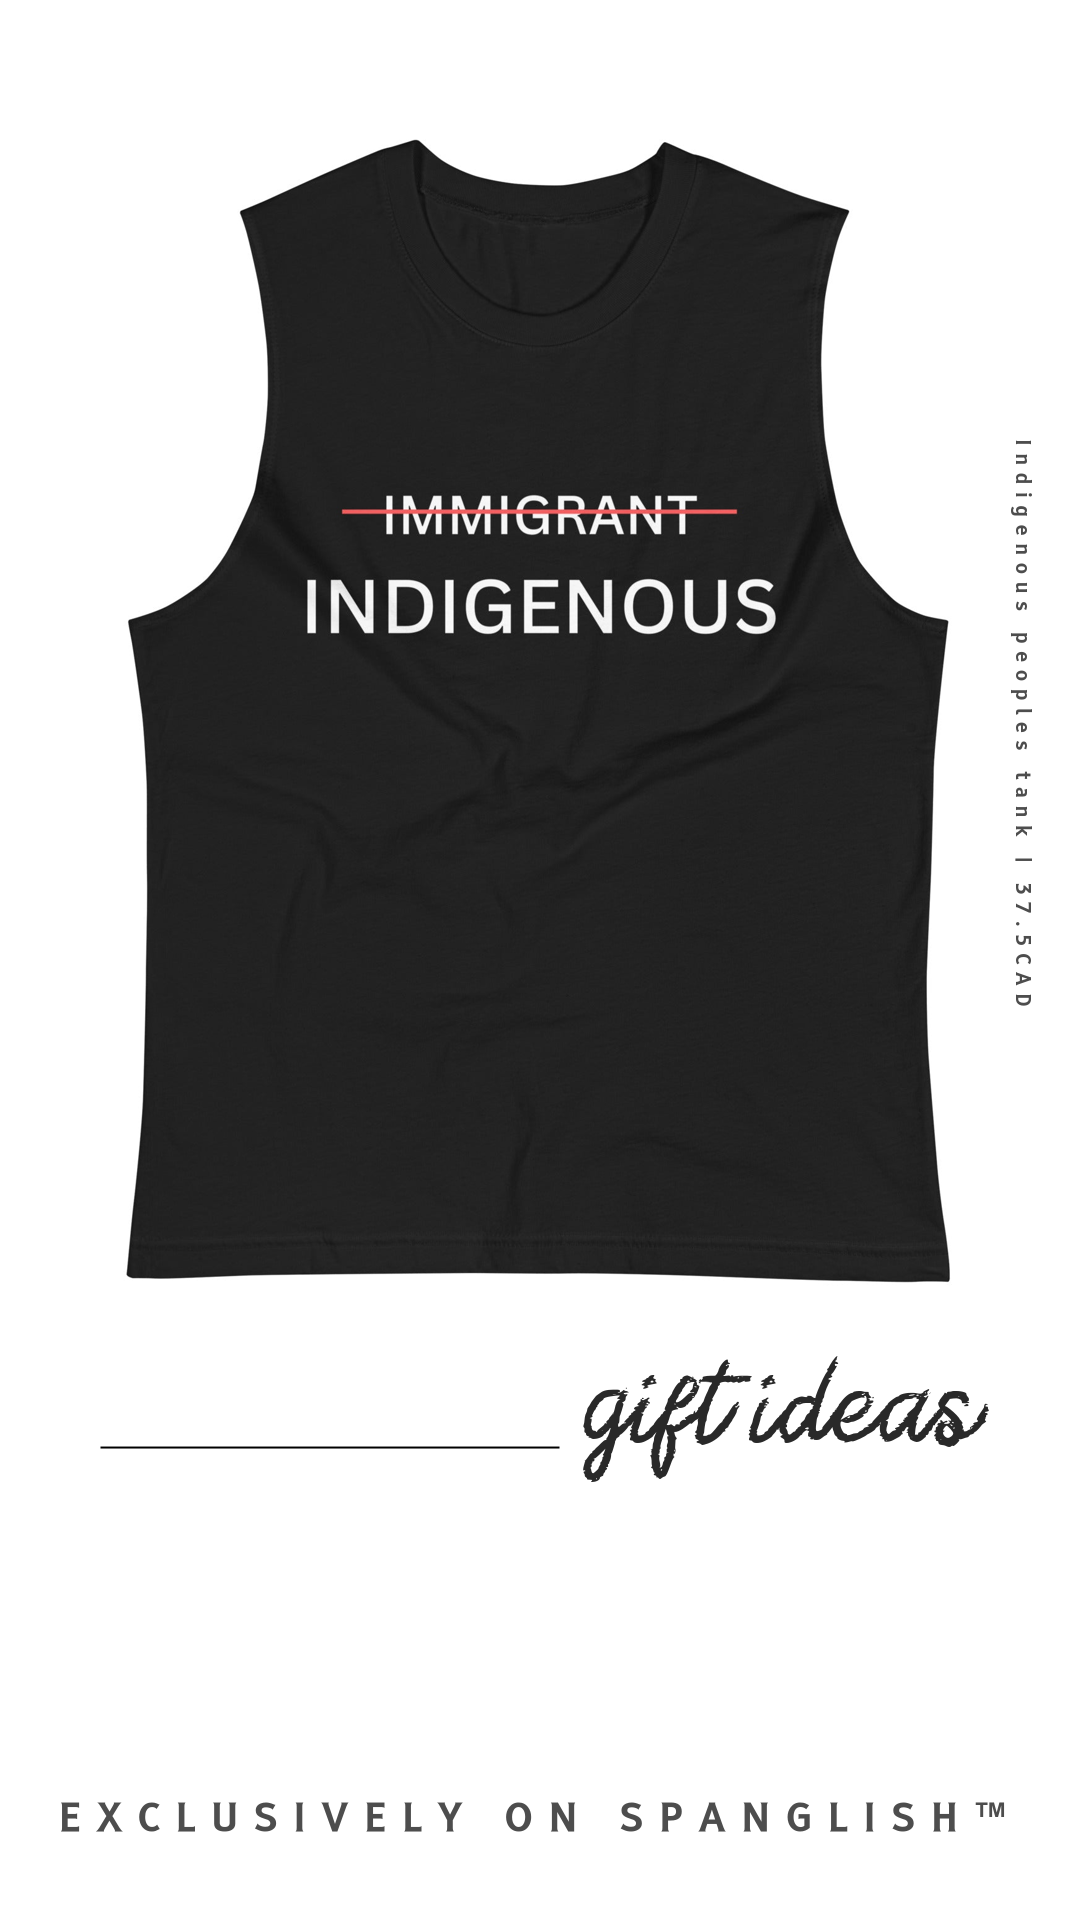 IMMIGRANT
INDIGENOUS
Indigenous peoples tank | 37.5CAD
gift ideas
EXCLUSIVELY ON SPANGLISH™